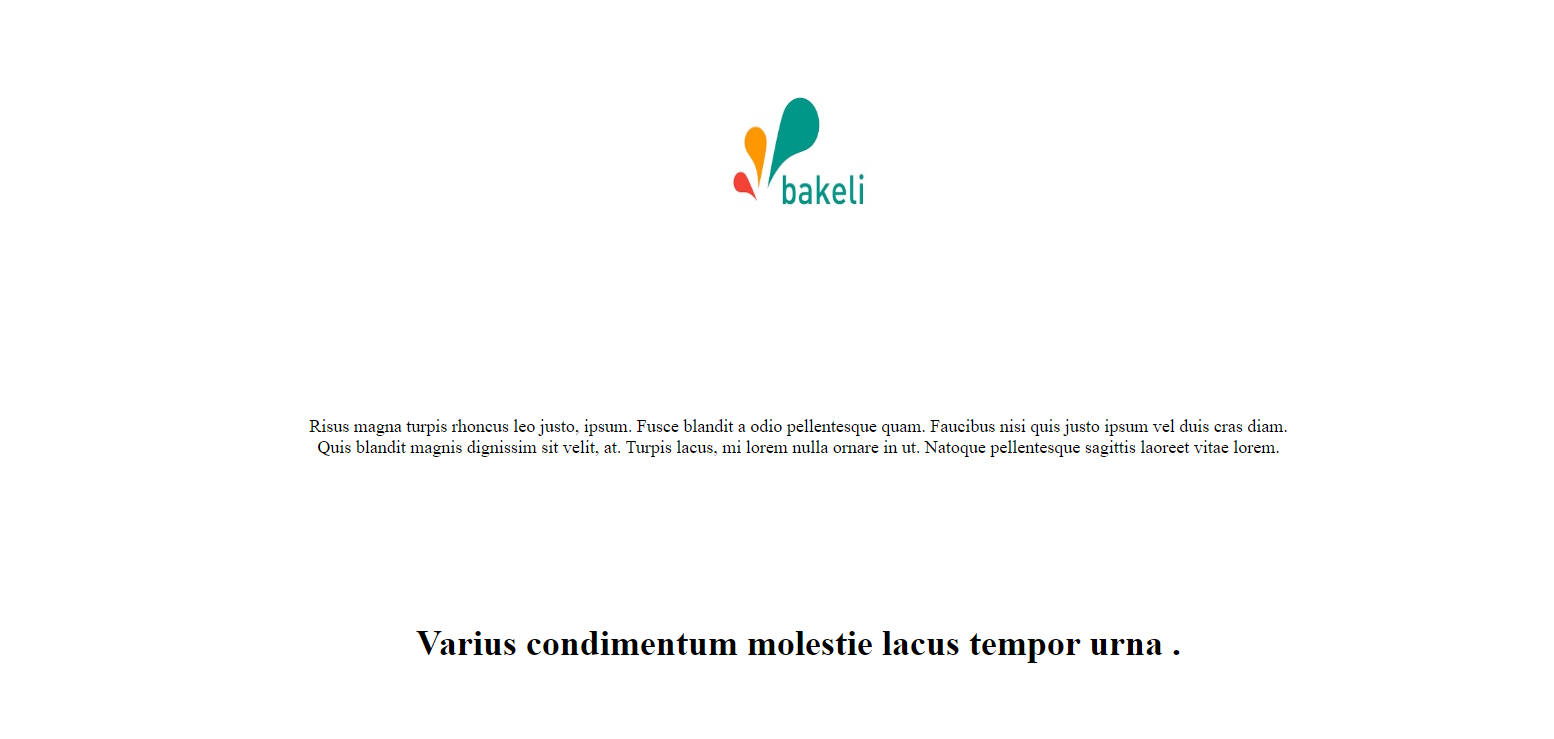 bakeli
Risus magna turpis rhoncus leo justo, ipsum. Fusce blandit a odio pellentesque quam. Faucibus nisi quis justo ipsum vel duis cras diam.
Quis blandit magnis dignissim sit velit, at. Turpis lacus, mi lorem nulla ornare in ut. Natoque pellentesque sagittis laoreet vitae lorem.
Varius condimentum molestie lacus tempor urna .